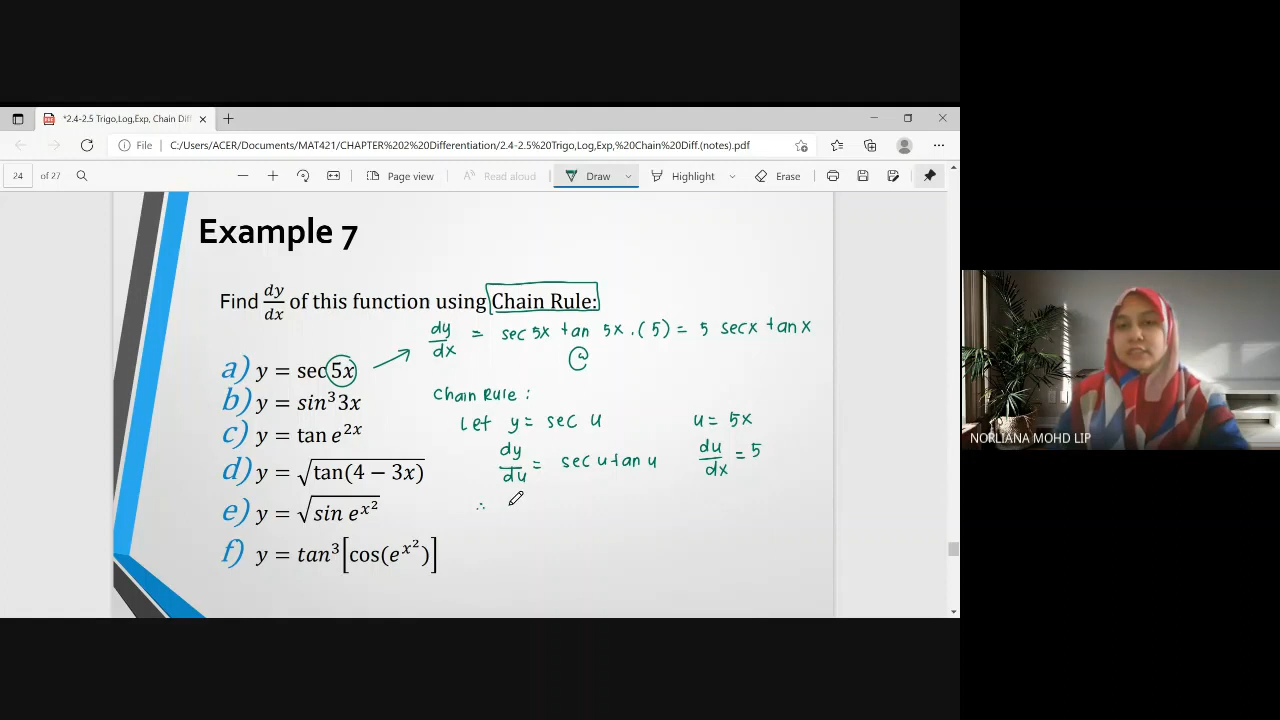 *2.4-2.5 Trigo,Log,Exp, Chain Dif
File C:/Users/ACER/Documents/MAT421/CHAPTER%202%20Differentiation/2.4-2.5%20Trigo,Log,Exp,%20Chain%20Diff.(notes).pdf
24 of 27 Page view Read aloud Draw Highlight Erase
Example 7
Find dy/dx of this function using Chain Rule:
dy/dx = sec 5x tan 5x . (5) = 5 secx tanx
a) y = sec 5x
@
Chain Rule :
b) y = sin³3x
Let y = sec u u = 5x
c) y = tan e^{2x}
dy/du = sec u tan u du/dx = 5
d) y = √(tan(4 − 3x))
∴
e) y = √(sin e^{x²})
f) y = tan³[cos(e^{x²})]
NORLIANA MOHD LIP